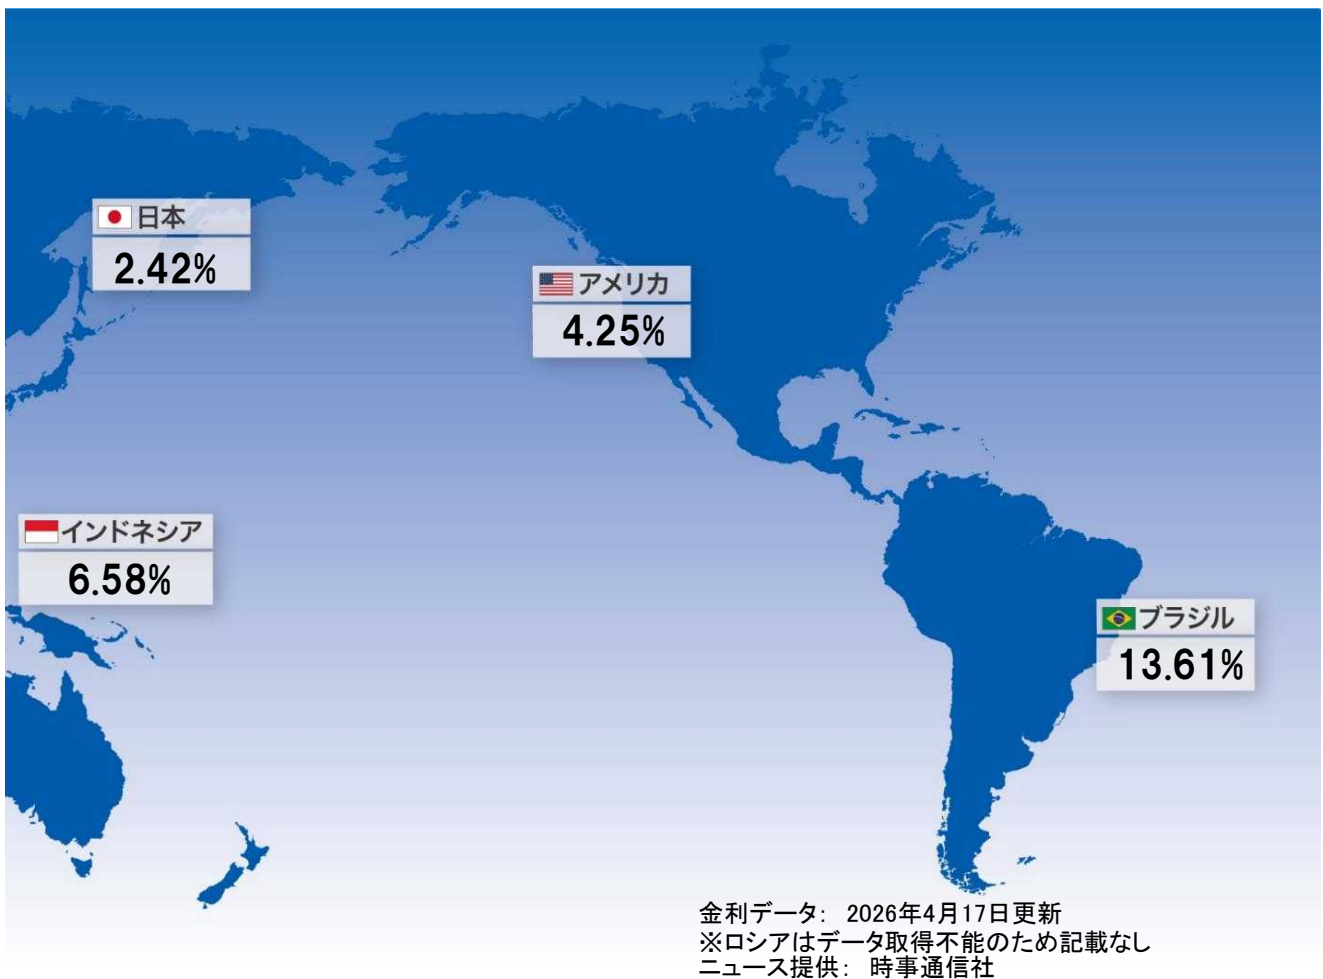 日本
2.42%
アメリカ
4.25%
インドネシア
6.58%
ブラジル
13.61%
金利データ: 2026年4月17日更新
※ロシアはデータ取得不能のため記載なし
ニュース提供: 時事通信社